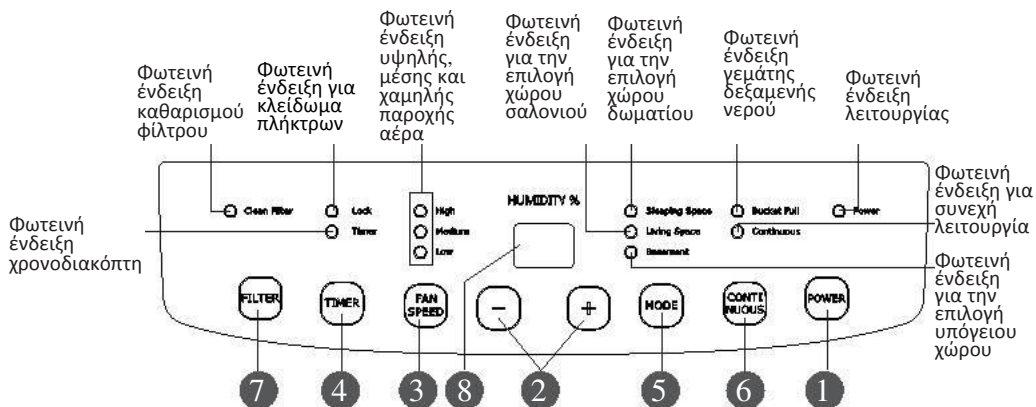 Φωτεινή
ένδειξη
καθαρισμού
φίλτρου
Φωτεινή
ένδειξη για
κλείδωμα
πλήκτρων
Φωτεινή
ένδειξη
υψηλής,
μέσης και
χαμηλής
παροχής
αέρα
Φωτεινή
ένδειξη
για την
επιλογή
χώρου
σαλονιού
Φωτεινή
ένδειξη
για την
επιλογή
χώρου
δωματίου
Φωτεινή
ένδειξη
γεμάτης
δεξαμενής
νερού
Φωτεινή
ένδειξη
λειτουργίας
Φωτεινή
ένδειξη για
συνεχή
λειτουργία
Φωτεινή
ένδειξη
για την
επιλογή
υπόγειου
χώρου
Φωτεινή
ένδειξη
χρονοδιακόπτη
Clean Filter
Lock
Timer
High
Medium
Low
HUMIDITY %
Sleeping Space
Living Space
Basement
Bucket Full
Continuous
Power
FILTER
TIMER
FAN
SPEED
−
+
MODE
CONTI
NUOUS
POWER
7
4
3
8
2
5
6
1